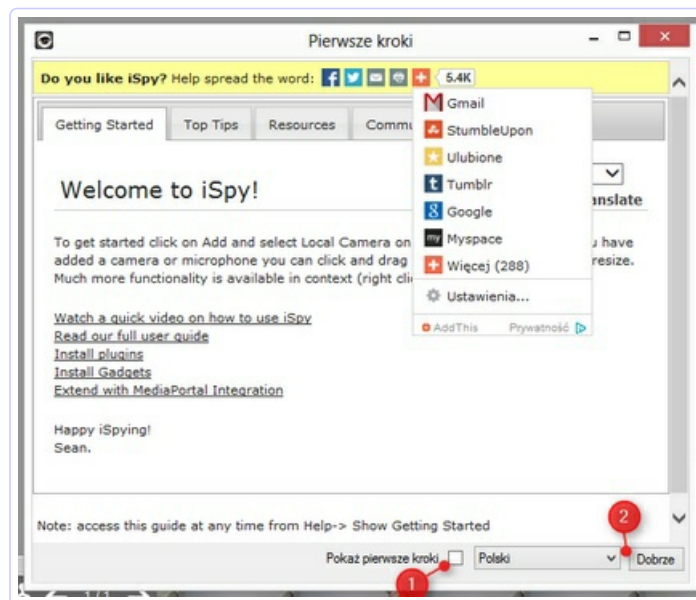 Pierwsze kroki
Do you like iSpy? Help spread the word: 5.4K
Getting Started Top Tips Resources
Gmail
StumbleUpon
Ulubione
Tumblr
Google
my Myspace
Więcej (288)
Ustawienia...
AddThis Prywatność
Welcome to iSpy!
To get started click on Add and select Local Camera have
added a camera or microphone you can click and drag resize.
Much more functionality is available in context (right
Watch a quick video on how to use iSpy
Read our full user guide
Install plugins
Install Gadgets
Extend with MediaPortal Integration
Happy iSpying!
Sean.
Note: access this guide at any time from Help-> Show Getting Started
2
Pokaż pierwsze kroki Polski Dobrze
1
1/1